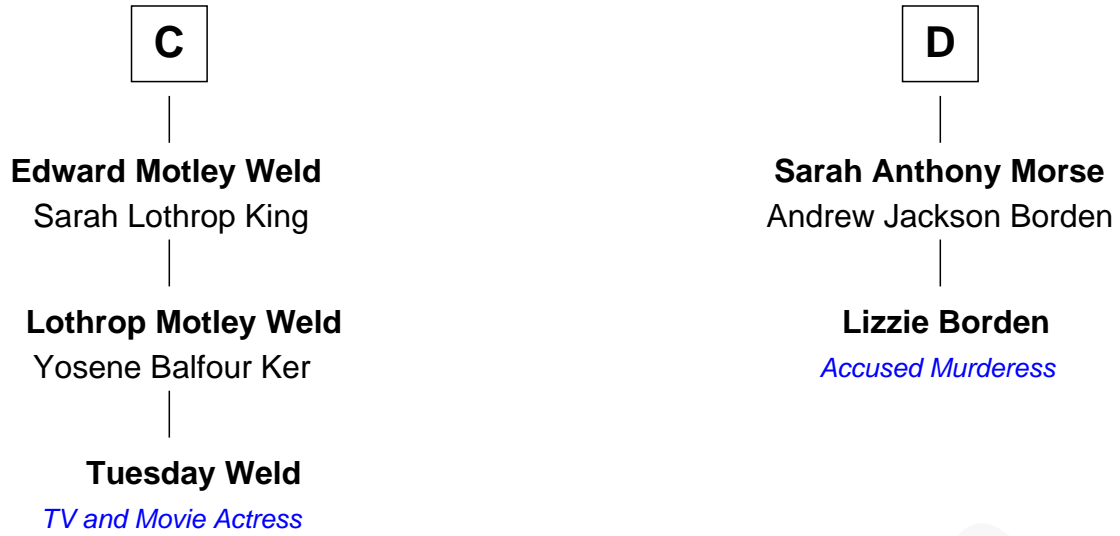 C
Edward Motley Weld
Sarah Lothrop King
Lothrop Motley Weld
Yosene Balfour Ker
Tuesday Weld
TV and Movie Actress
D
Sarah Anthony Morse
Andrew Jackson Borden
Lizzie Borden
Accused Murderess